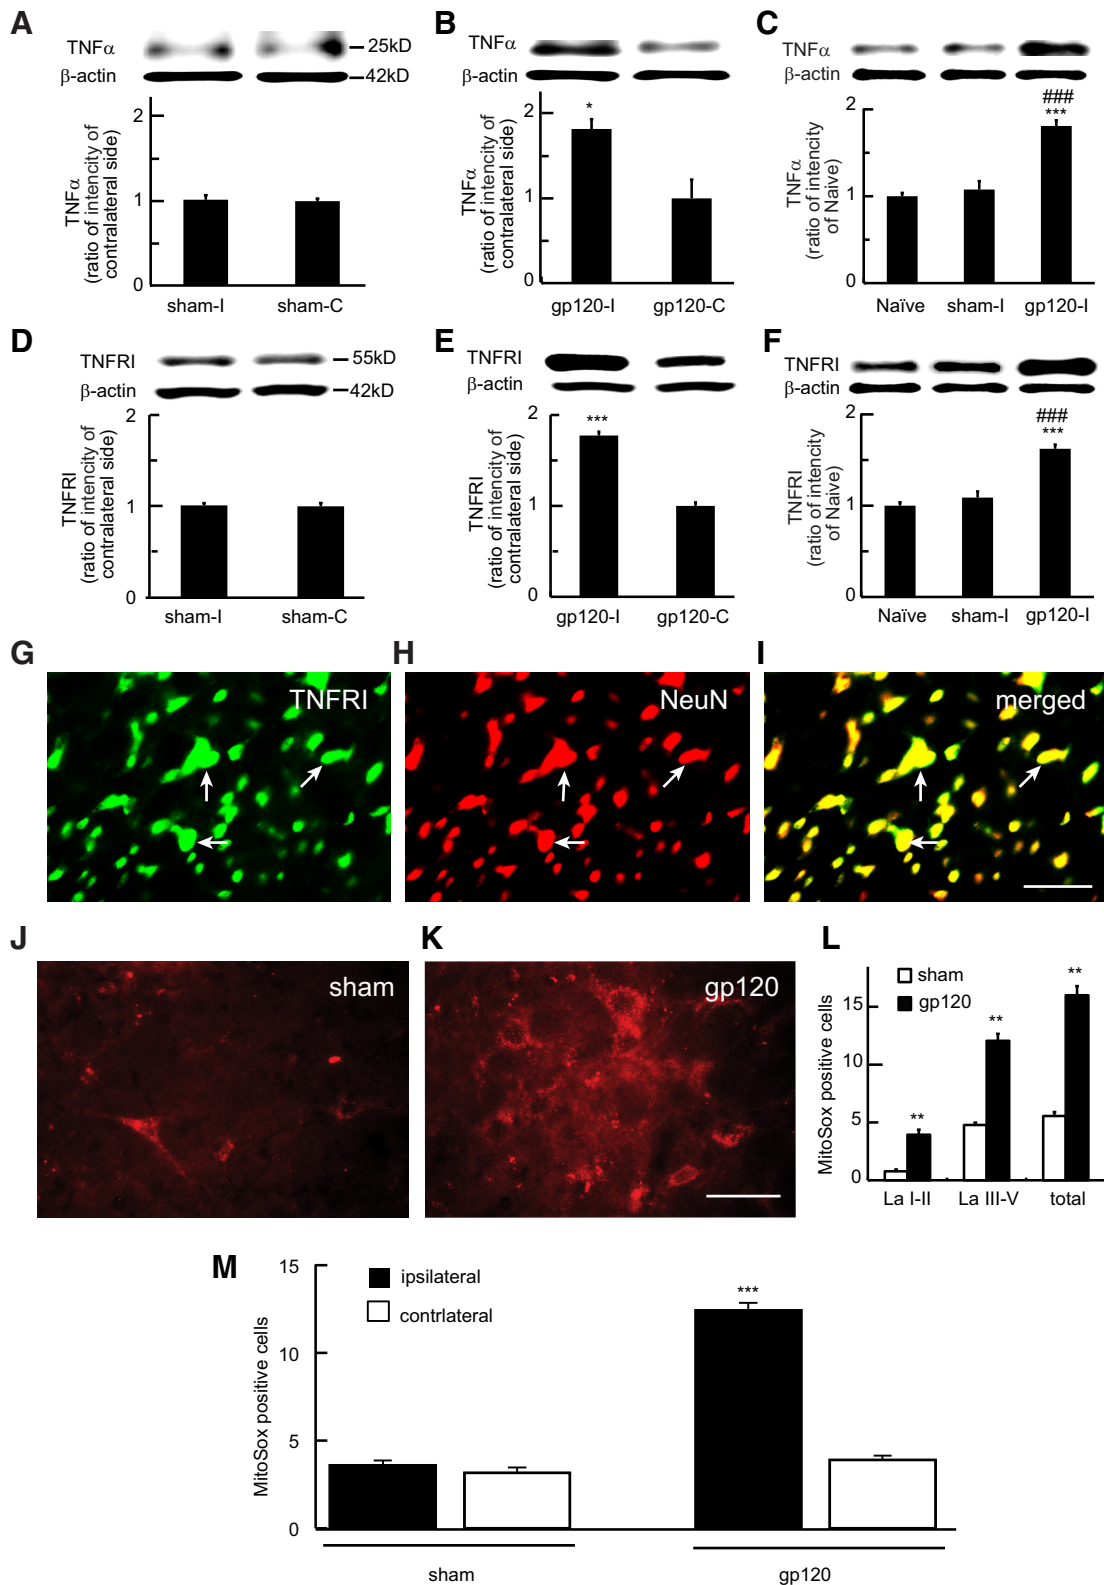 A
TNFα
25kD
β-actin
42kD
2
1
0
TNFα
(ratio of intencity of
contralateral side)
sham-I
sham-C
B
TNFα
β-actin
2
1
0
TNFα
(ratio of intencity of
contralateral side)
*
gp120-I
gp120-C
C
TNFα
β-actin
2
1
0
TNFα
(ratio of intencity
of Naive)
###
***
Naïve
sham-I
gp120-I
D
TNFRI
55kD
β-actin
42kD
2
1
0
TNFRI
(ratio of intencity of
contralateral side)
sham-I
sham-C
E
TNFRI
β-actin
2
1
0
TNFRI
(ratio of intencity of
contralateral side)
***
gp120-I
gp120-C
F
TNFRI
β-actin
2
1
0
TNFRI
(ratio of intencity
of Naive)
###
***
Naïve
sham-I
gp120-I
G
TNFRI
H
NeuN
I
merged
J
sham
K
gp120
L
sham
gp120
MitoSox positive cells
15
10
5
0
**
**
**
La I-II
La III-V
total
M
ipsilateral
contrlateral
MitoSox positive cells
15
10
5
0
***
sham
gp120